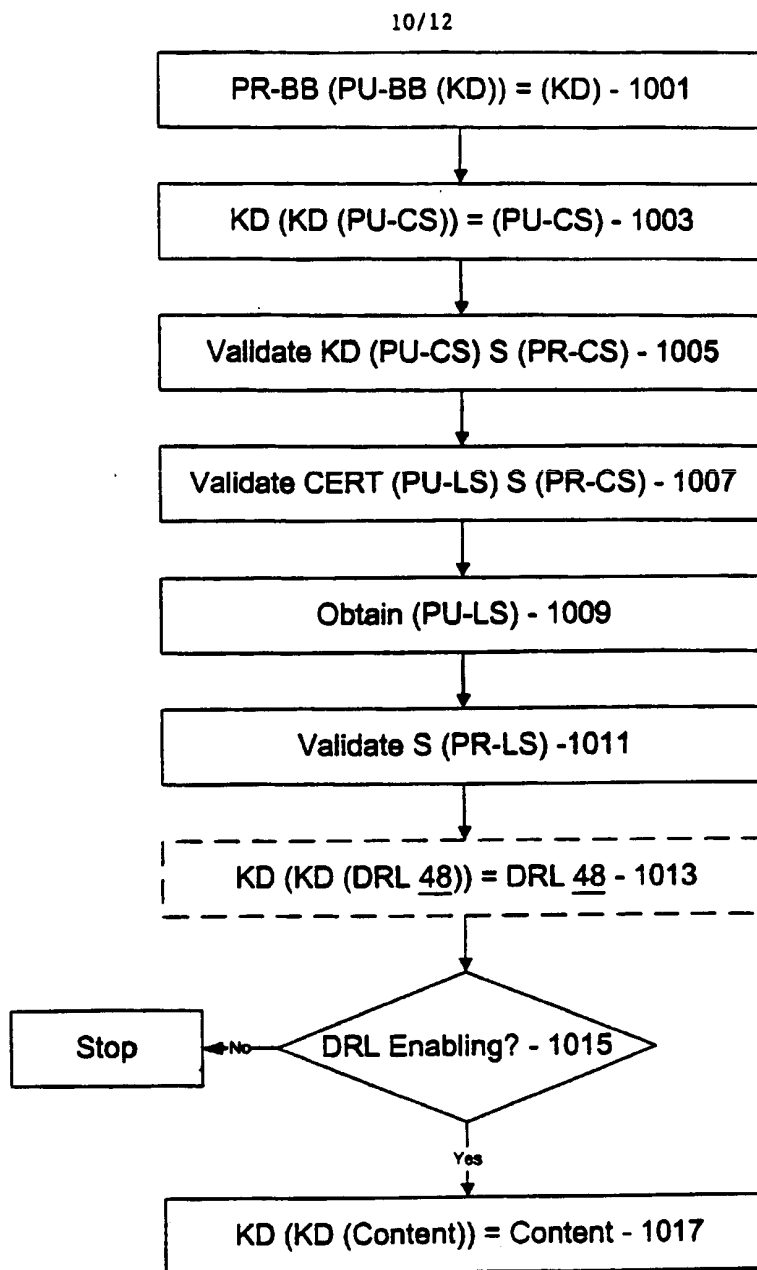 10/12
PR-BB (PU-BB (KD)) = (KD) - 1001
KD (KD (PU-CS)) = (PU-CS) - 1003
Validate KD (PU-CS) S (PR-CS) - 1005
Validate CERT (PU-LS) S (PR-CS) - 1007
Obtain (PU-LS) - 1009
Validate S (PR-LS) -1011
KD (KD (DRL 48)) = DRL 48 - 1013
DRL Enabling? - 1015
No
Stop
Yes
KD (KD (Content)) = Content - 1017